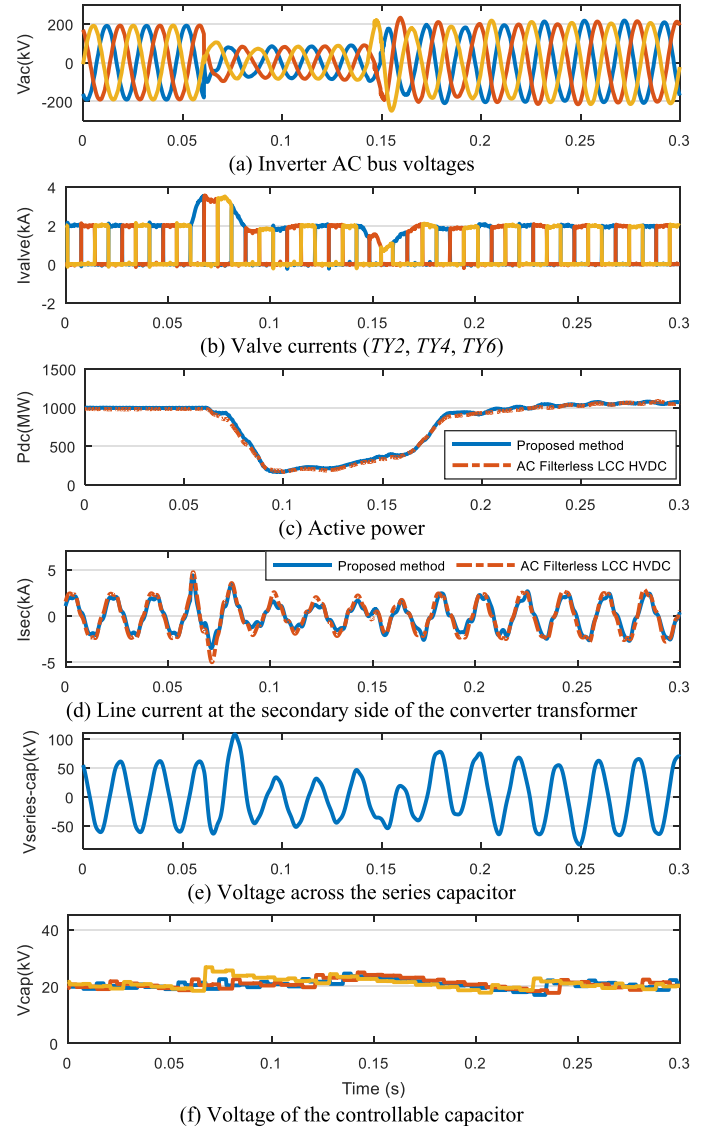 Vac(kV)
200
0
-200
0 0.05 0.1 0.15 0.2 0.25 0.3
(a) Inverter AC bus voltages
Ivalve(kA)
4
2
0
-2
0 0.05 0.1 0.15 0.2 0.25 0.3
(b) Valve currents (TY2, TY4, TY6)
Pdc(MW)
1500
1000
500
0
Proposed method
AC Filterless LCC HVDC
0 0.05 0.1 0.15 0.2 0.25 0.3
(c) Active power
Isec(kA)
5
0
-5
Proposed method AC Filterless LCC HVDC
0 0.05 0.1 0.15 0.2 0.25 0.3
(d) Line current at the secondary side of the converter transformer
Vseries-cap(kV)
100
50
0
-50
0 0.05 0.1 0.15 0.2 0.25 0.3
(e) Voltage across the series capacitor
Vcap(kV)
40
20
0
0 0.05 0.1 0.15 0.2 0.25 0.3
Time (s)
(f) Voltage of the controllable capacitor